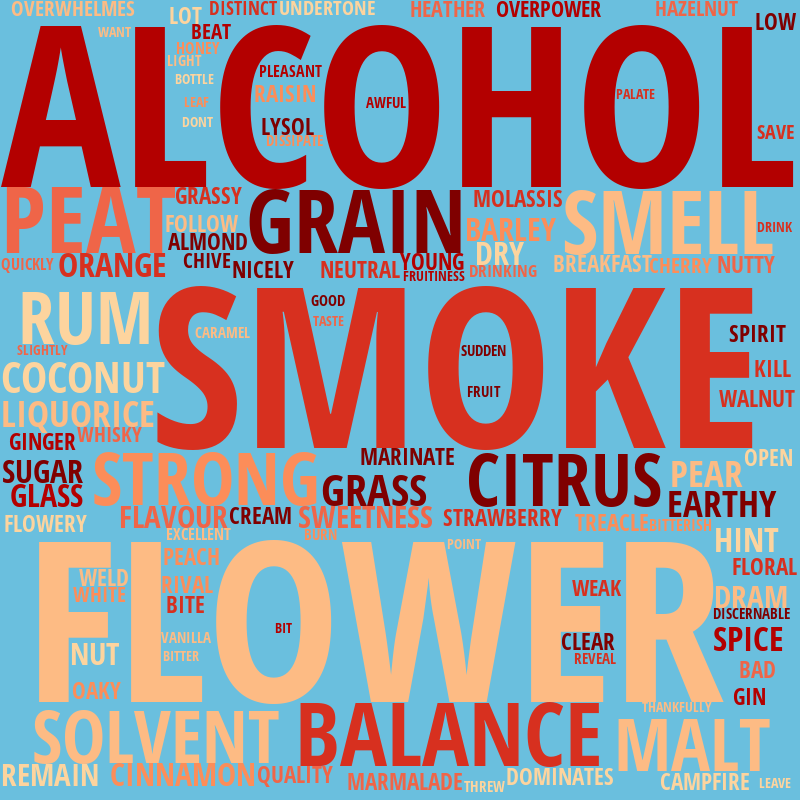 OVERWHELMES LOT DISTINCT UNDERTONE HEATHER OVERPOWER HAZELNUT LOW
WANT BEAT
HONEY
LIGHT PLEASANT
BOTTLE RAISIN AWFUL PALATE
DONT LYSOL SAVE
DISSIPATE
ALCOHOL
PEAT GRASSY GRAIN MOLASSIS SMELL
FOLLOW BARLEY DRINK
ALMOND DRY
QUICKLY ORANGE CHIVE NICELY NEUTRAL YOUNG DRINKING BREAKFAST CHERRY NUTTY
FRUITINESS
RUM GOOD
CARAMEL TASTE SPIRIT
SLIGHTLY SMOKE SUDDEN
COCONUT KILL
FRUIT WALNUT
LIQUORICE
GINGER WHISKY MARINATE OPEN
SUGAR STRONG GRASS CITRUS PEAR
GLASS EARTHY
FLOWERY FLAVOUR CREAM SWEETNESS STRAWBERRY TREACLE BITTERISH
EXCELLENT BURN HINT
POINT
PEACH FLORAL
WELD RIVAL WEAK DRAM
WHITE BITE DISCERNABLE
FLOWER
VANILLA BIT CLEAR SPICE
NUT BITTER REVEAL
BAD
OAKY GIN
THANKFULLY
SOLVENT BALANCE MALT
REMAIN CINNAMON QUALITY MARMALADE THREW DOMINATES CAMPFIRE LEAVE